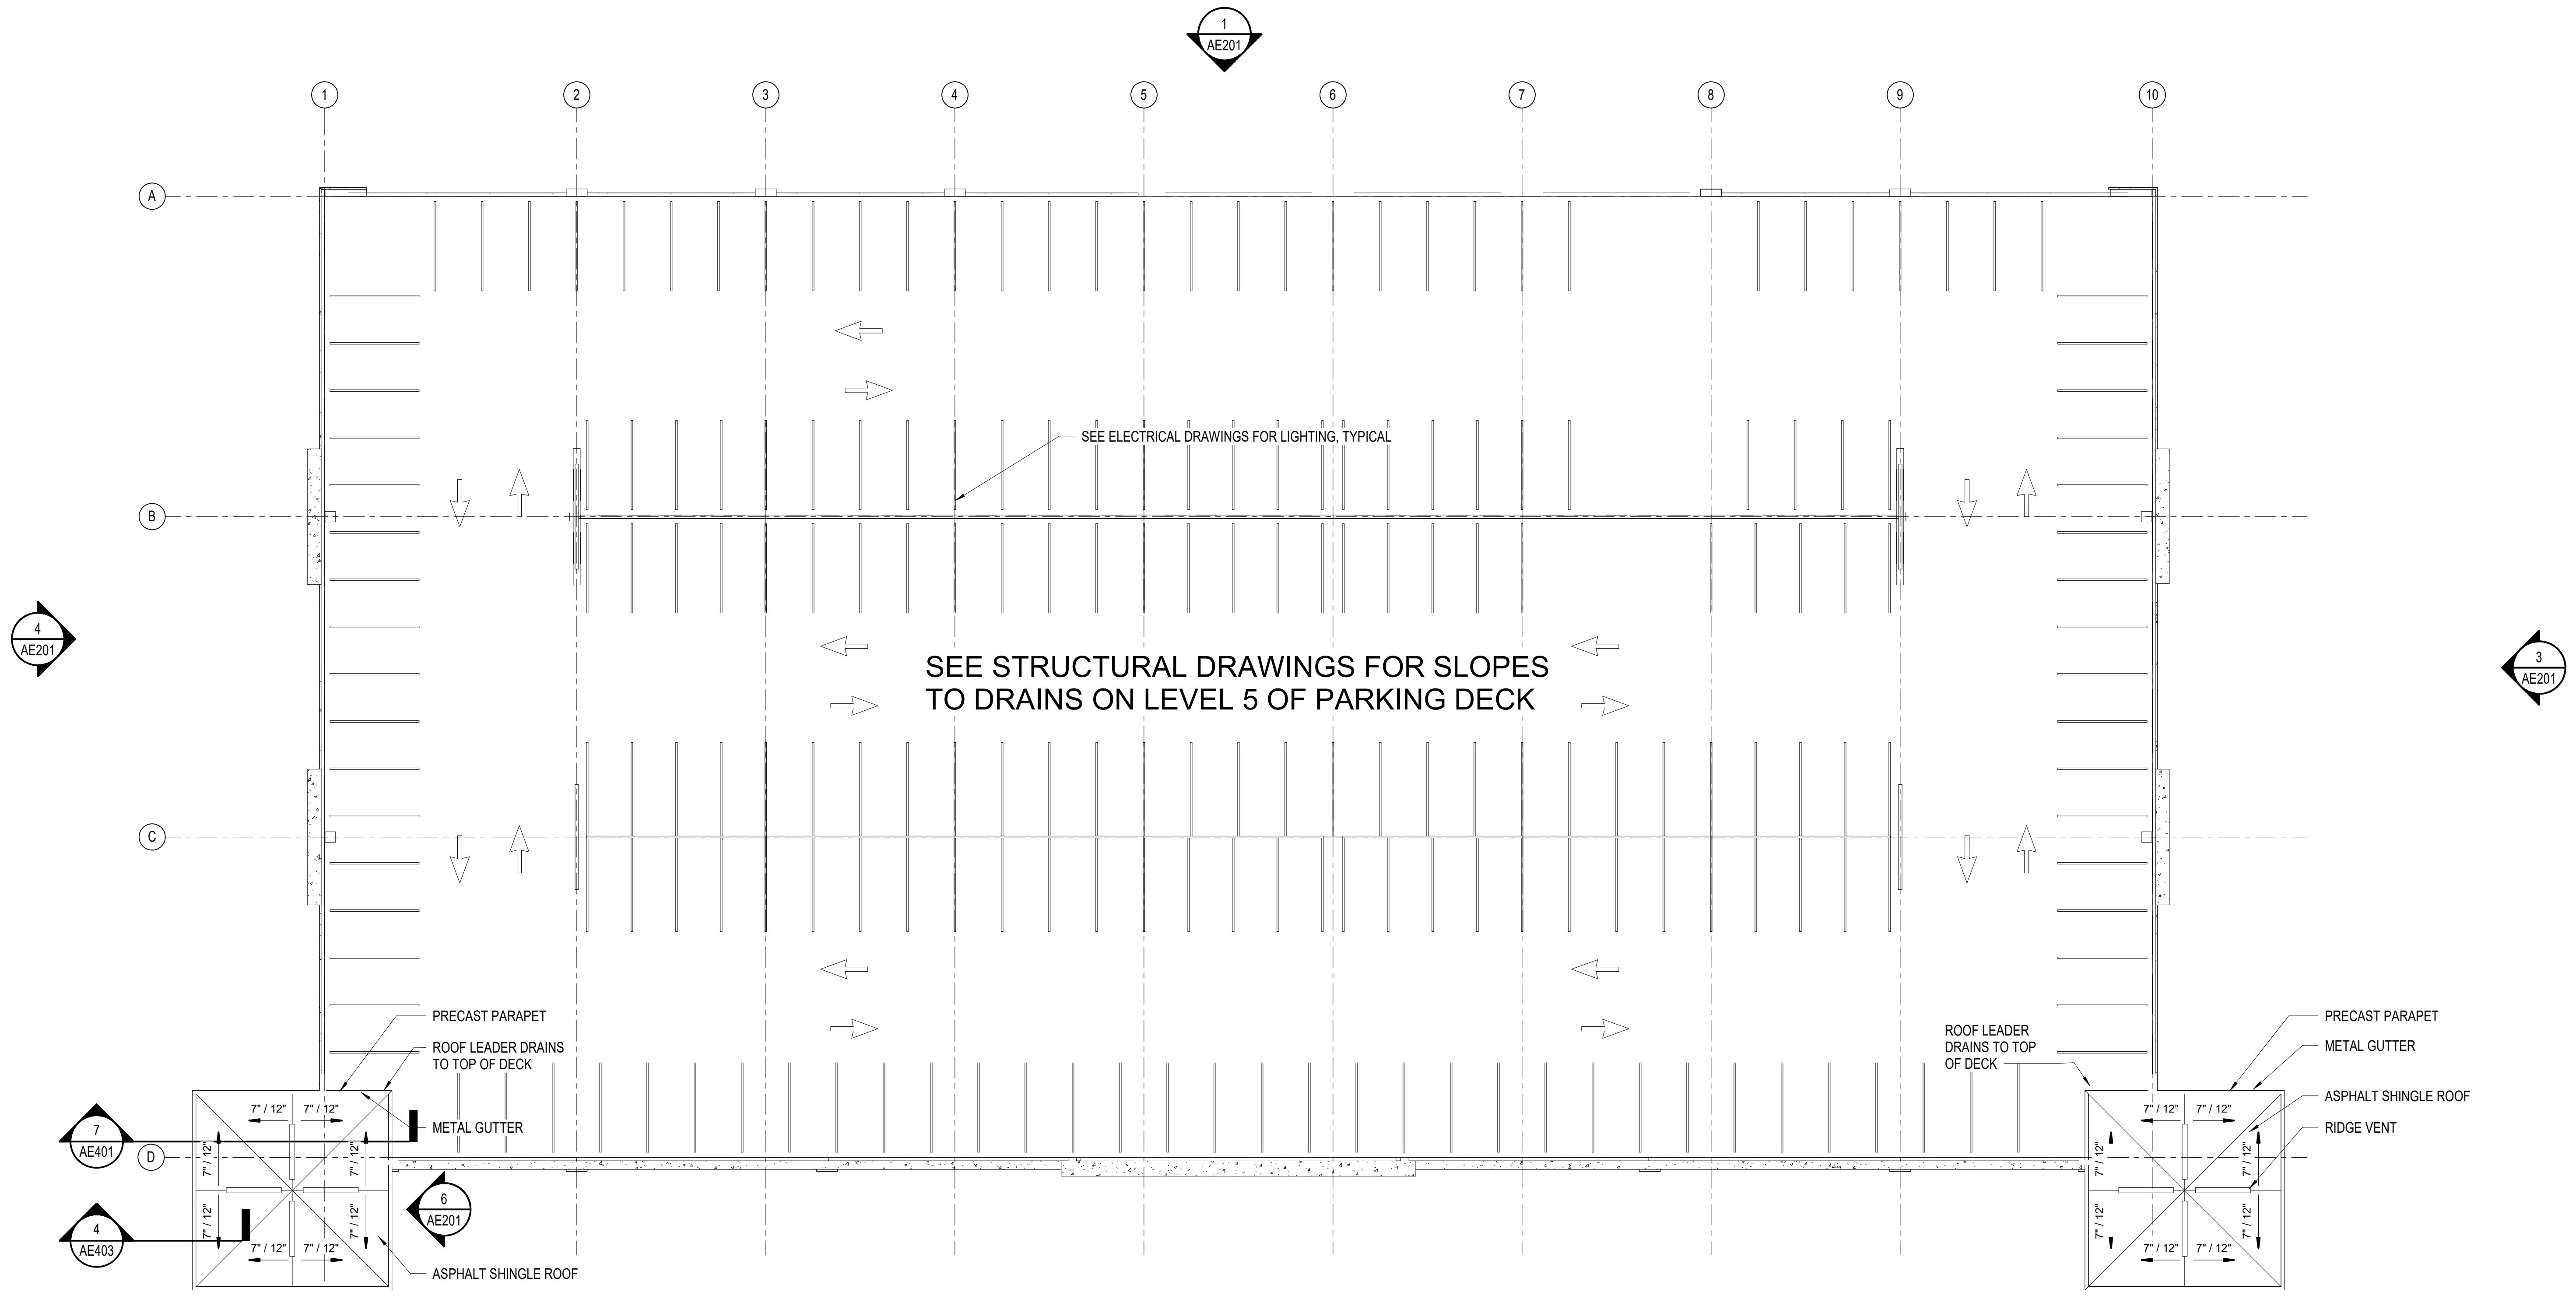 1
AE201
1
2
3
4
5
6
7
8
9
10
A
SEE ELECTRICAL DRAWINGS FOR LIGHTING, TYPICAL
B
4
AE201
SEE STRUCTURAL DRAWINGS FOR SLOPES
TO DRAINS ON LEVEL 5 OF PARKING DECK
3
AE201
C
PRECAST PARAPET
ROOF LEADER DRAINS
TO TOP OF DECK
METAL GUTTER
ROOF LEADER
DRAINS TO TOP
OF DECK
PRECAST PARAPET
METAL GUTTER
ASPHALT SHINGLE ROOF
RIDGE VENT
7" / 12"
7" / 12"
7" / 12"
7" / 12"
7" / 12"
7" / 12"
7" / 12"
7" / 12"
7
AE401
D
6
AE201
4
AE403
ASPHALT SHINGLE ROOF
7" / 12"
7" / 12"
7" / 12"
7" / 12"
7" / 12"
7" / 12"
7" / 12"
7" / 12"